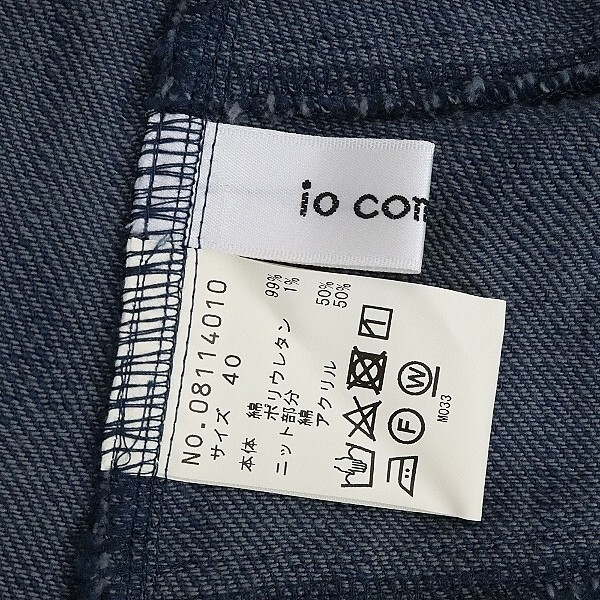 io com
NO.08114010
サイズ 40
本体 綿 99%
ポリウレタン 1%
ニット部分
綿 50%
アクリル 50%
F W
M033